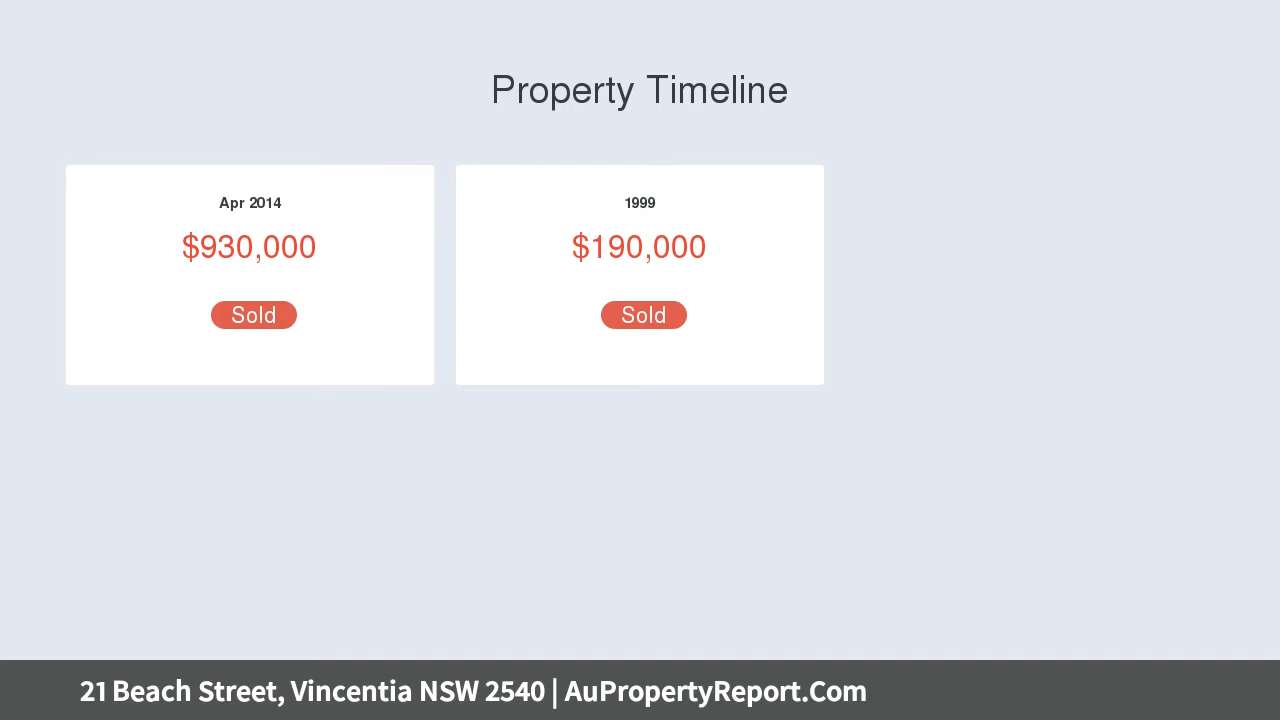 Property Timeline
Apr 2014
$930,000
Sold
1999
$190,000
Sold
21 Beach Street, Vincentia NSW 2540 | AuPropertyReport.Com